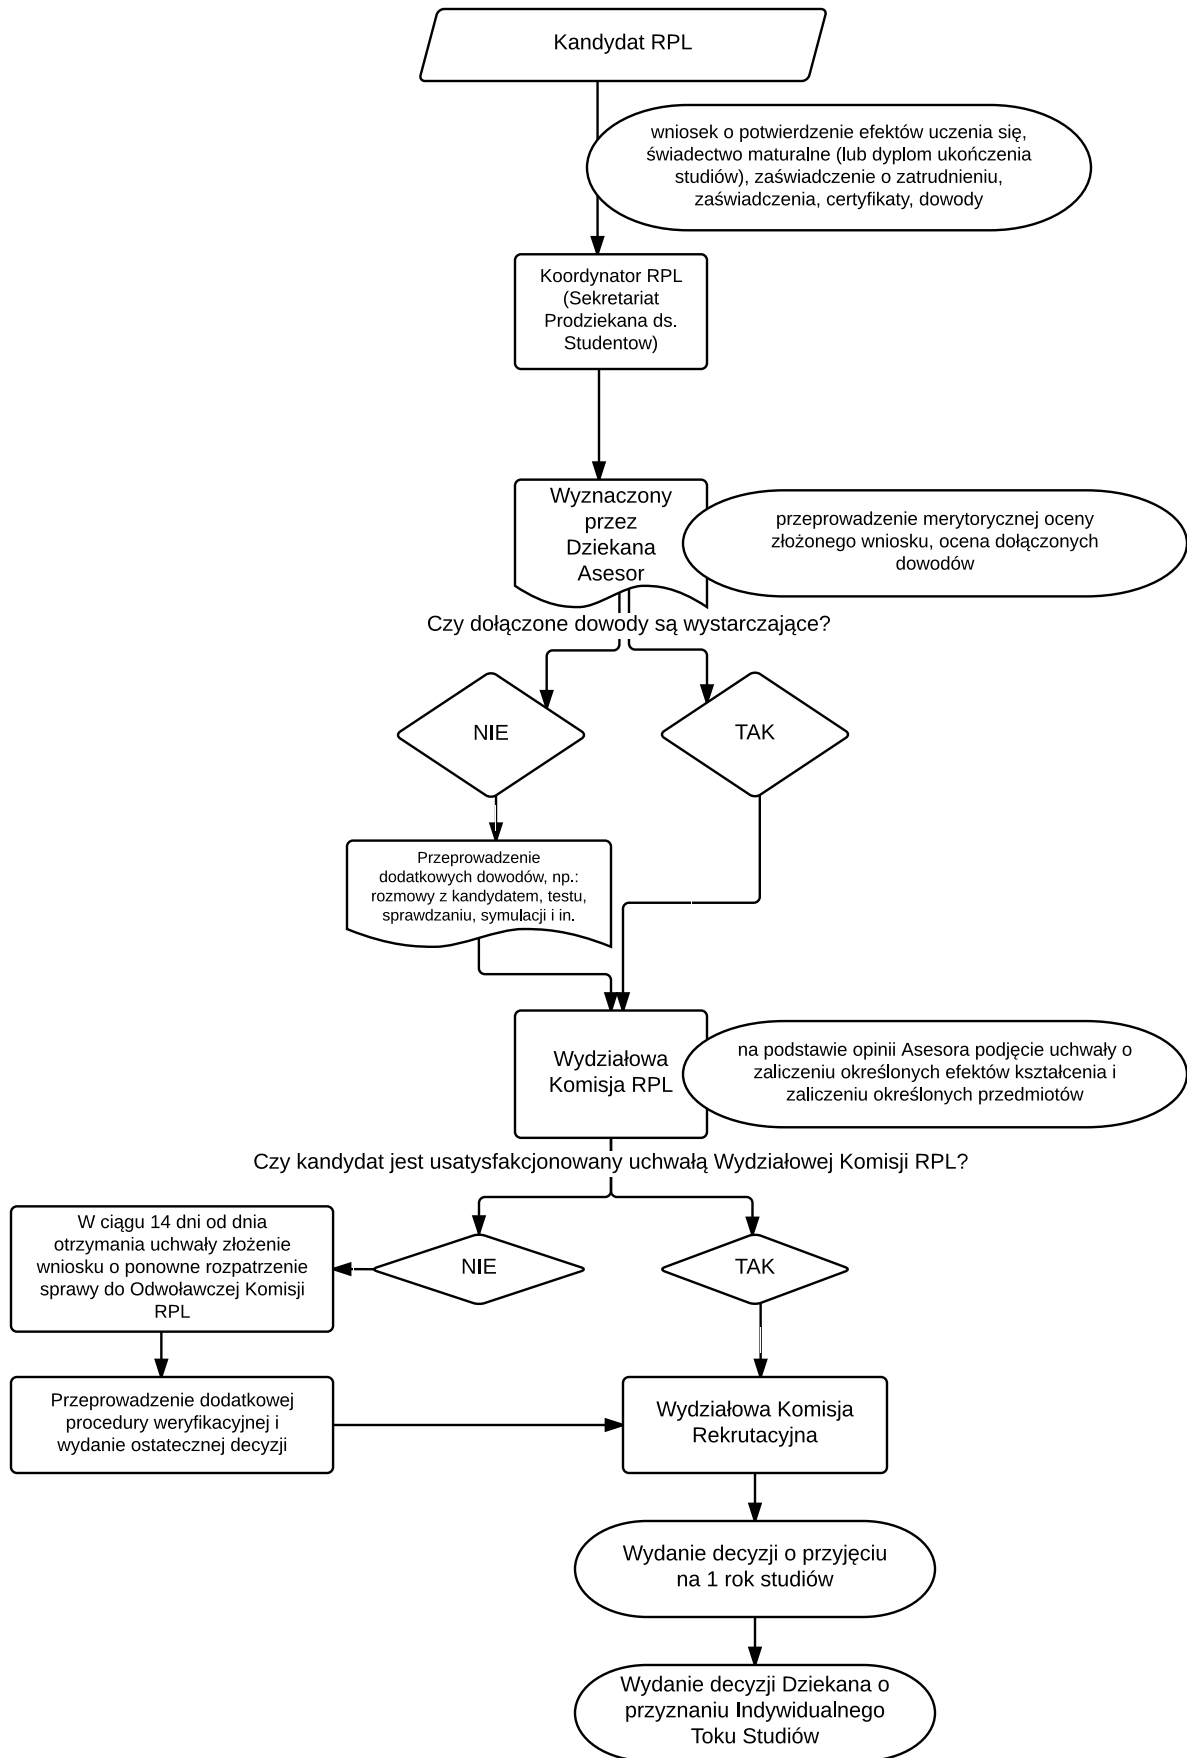 Kandydat RPL
wniosek o potwierdzenie efektów uczenia się,
świadectwo maturalne (lub dyplom ukończenia
studiów), zaświadczenie o zatrudnieniu,
zaświadczenia, certyfikaty, dowody
Koordynator RPL
(Sekretariat
Prodziekana ds.
Studentow)
Wyznaczony
przez
Dziekana
Asesor
przeprowadzenie merytorycznej oceny
złożonego wniosku, ocena dołączonych
dowodów
Czy dołączone dowody są wystarczające?
NIE
TAK
Przeprowadzenie
dodatkowych dowodów, np.:
rozmowy z kandydatem, testu,
sprawdzaniu, symulacji i in.
Wydziałowa
Komisja RPL
na podstawie opinii Asesora podjęcie uchwały o
zaliczeniu określonych efektów kształcenia i
zaliczeniu określonych przedmiotów
Czy kandydat jest usatysfakcjonowany uchwałą Wydziałowej Komisji RPL?
W ciągu 14 dni od dnia
otrzymania uchwały złożenie
wniosku o ponowne rozpatrzenie
sprawy do Odwoławczej Komisji
RPL
NIE
TAK
Przeprowadzenie dodatkowej
procedury weryfikacyjnej i
wydanie ostatecznej decyzji
Wydziałowa Komisja
Rekrutacyjna
Wydanie decyzji o przyjęciu
na 1 rok studiów
Wydanie decyzji Dziekana o
przyznaniu Indywidualnego
Toku Studiów